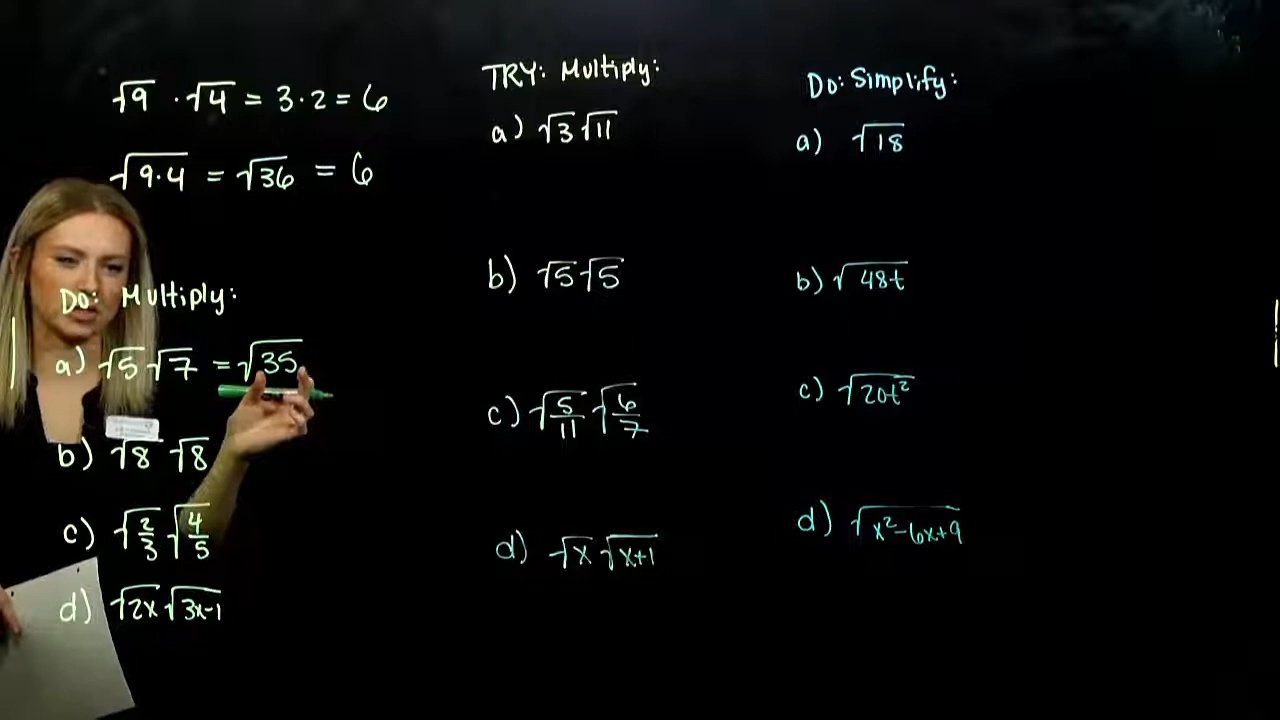 √9 · √4 = 3 · 2 = 6
√9·4 = √36 = 6
Do: Multiply:
a) √5 √7 = √35
b) √8 √8
c) √2/3 √4/5
d) √2x √3x-1
TRY: Multiply:
a) √3 √11
b) √5 √5
c) √5/11 √6/7
d) √x √x+1
Do: Simplify:
a) √18
b) √48t
c) √20t²
d) √x²-6x+9